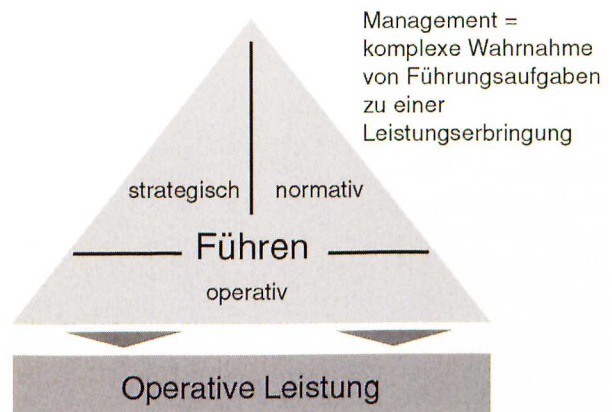 Management =
komplexe Wahrnahme
von Führungsaufgaben
zu einer
Leistungserbringung
strategisch normativ
Führen
operativ
Operative Leistung